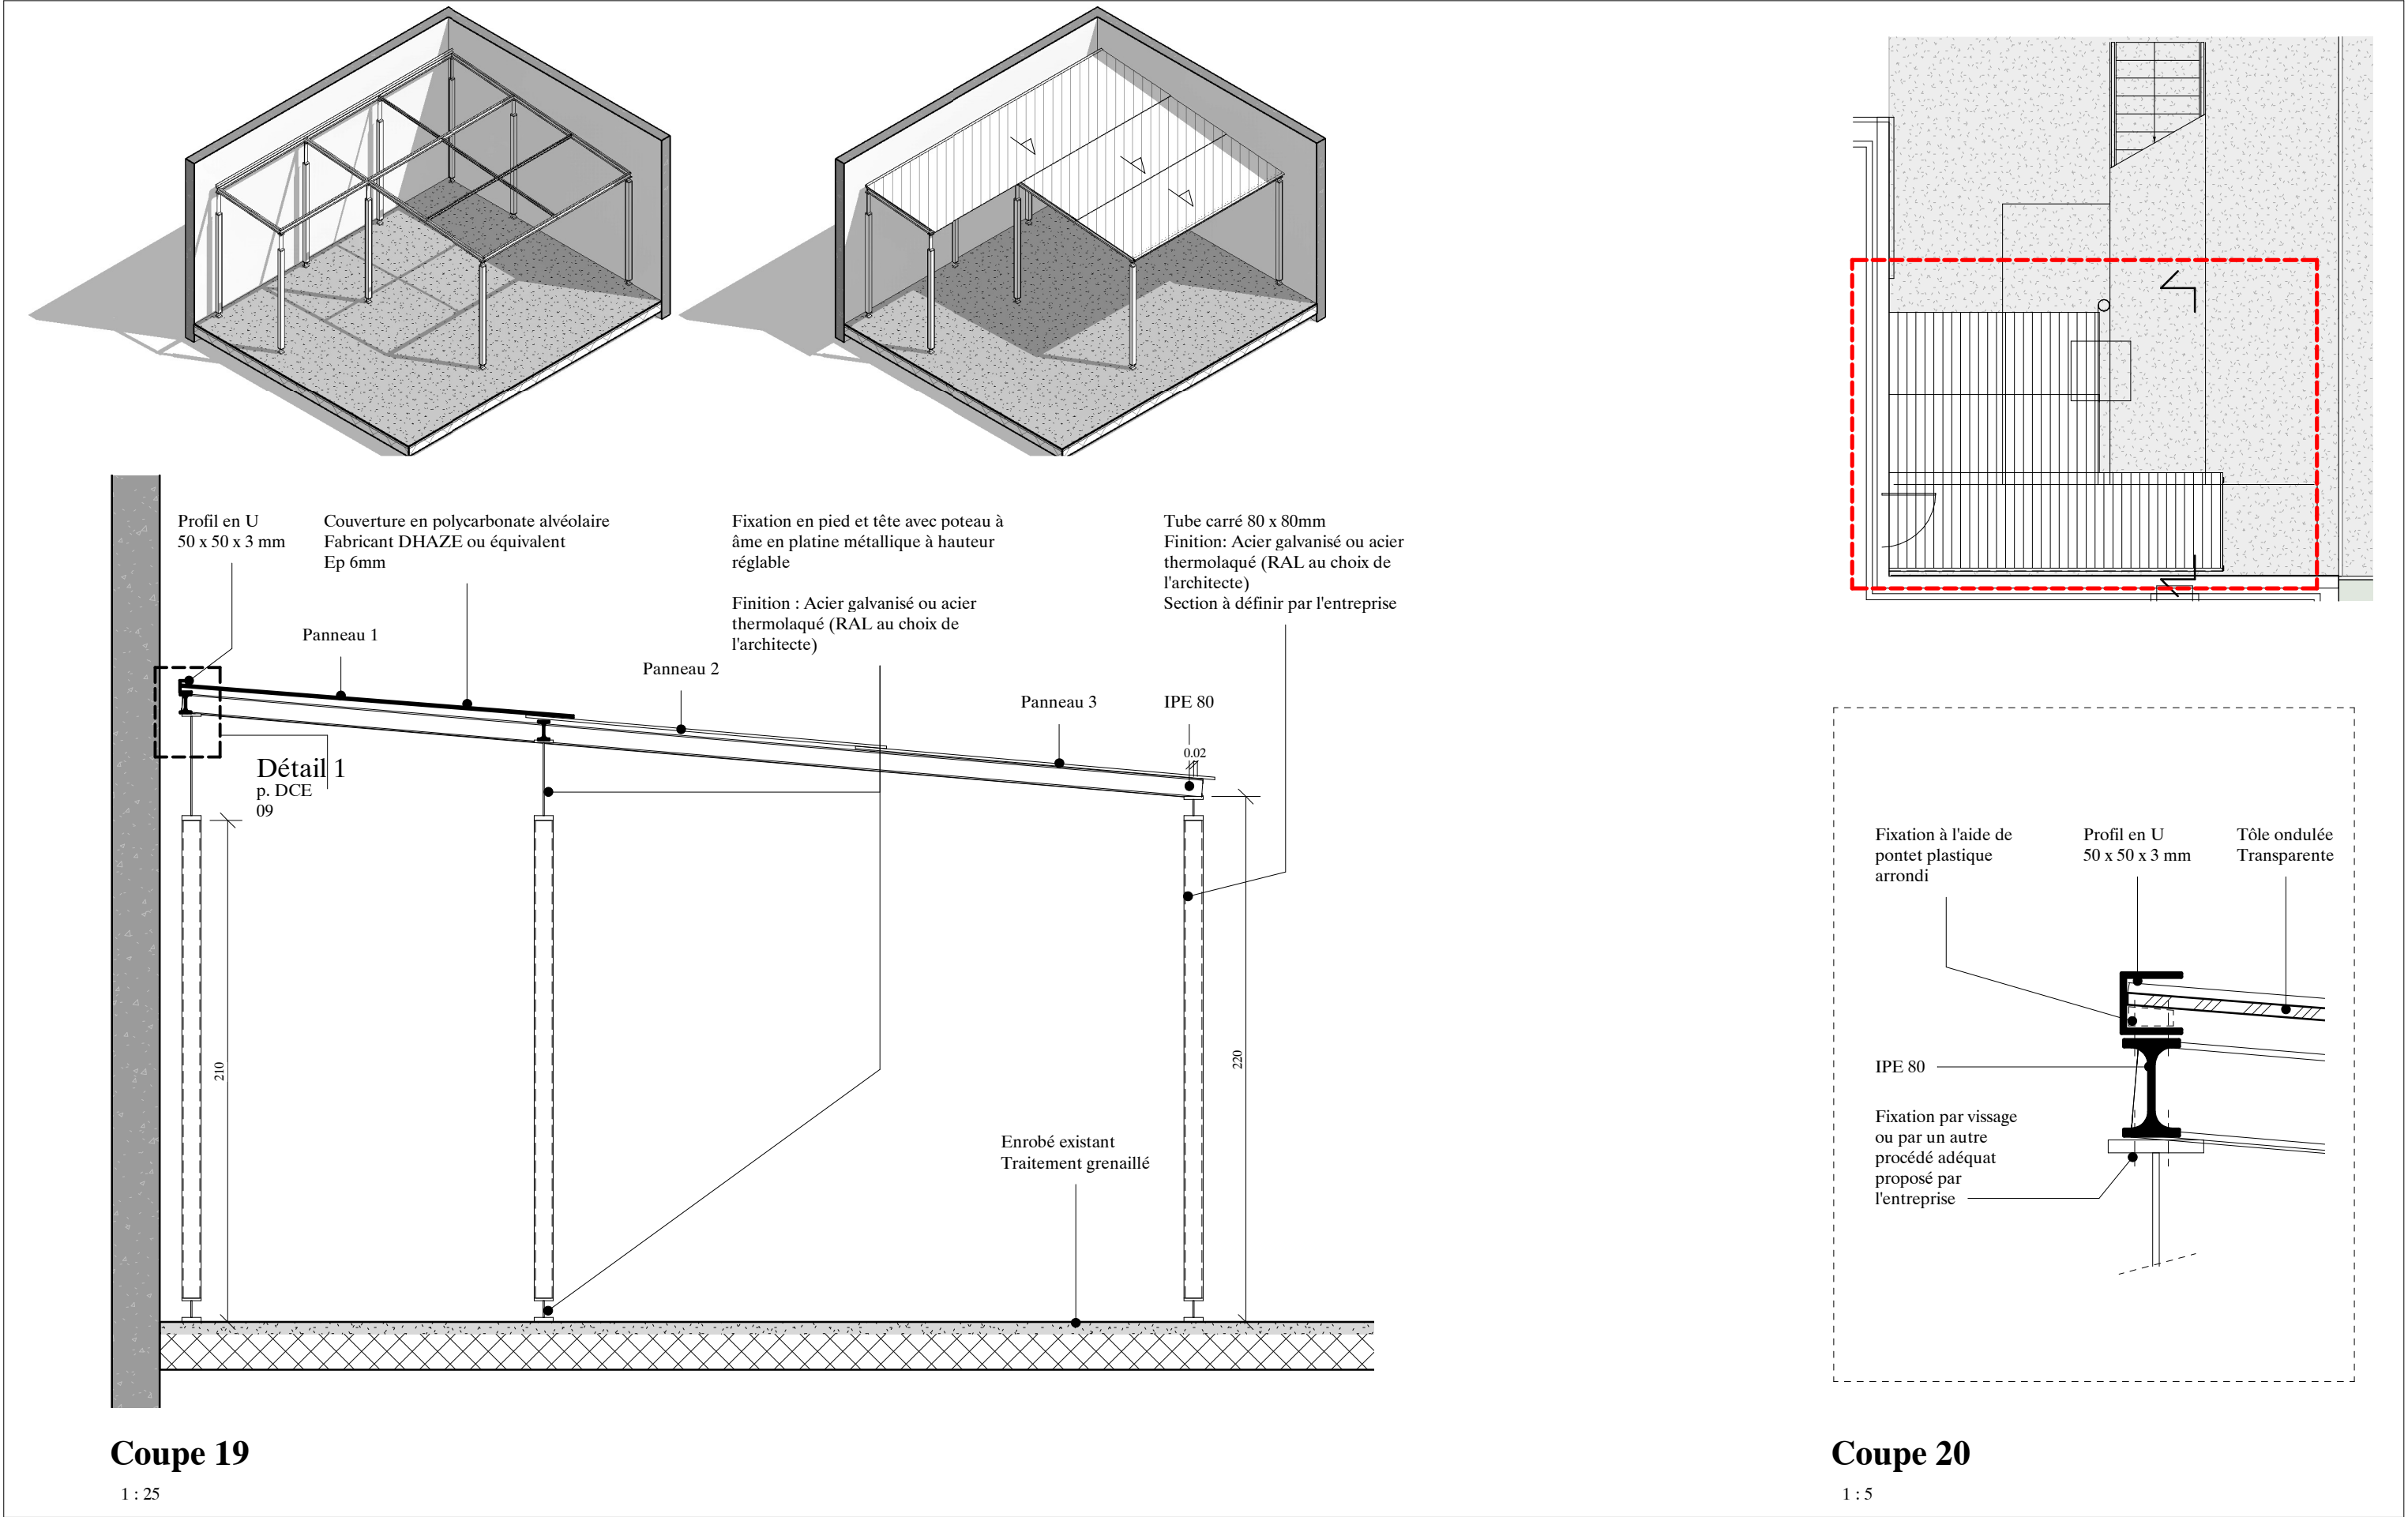 Profil en U
50 x 50 x 3 mm
Couverture en polycarbonate alvéolaire
Fabricant DHAZE ou équivalent
Ep 6mm
Fixation en pied et tête avec poteau à
âme en platine métallique à hauteur
réglable
Finition : Acier galvanisé ou acier
thermolaqué (RAL au choix de
l'architecte)
Tube carré 80 x 80mm
Finition: Acier galvanisé ou acier
thermolaqué (RAL au choix de
l'architecte)
Section à définir par l'entreprise
Panneau 1
Panneau 2
Panneau 3
IPE 80
0.02
Détail 1
p. DCE
09
210
220
Enrobé existant
Traitement grenaillé
Coupe 19
1 : 25
Fixation à l'aide de
pontet plastique
arrondi
Profil en U
50 x 50 x 3 mm
Tôle ondulée
Transparente
IPE 80
Fixation par vissage
ou par un autre
procédé adéquat
proposé par
l'entreprise
Coupe 20
1 : 5